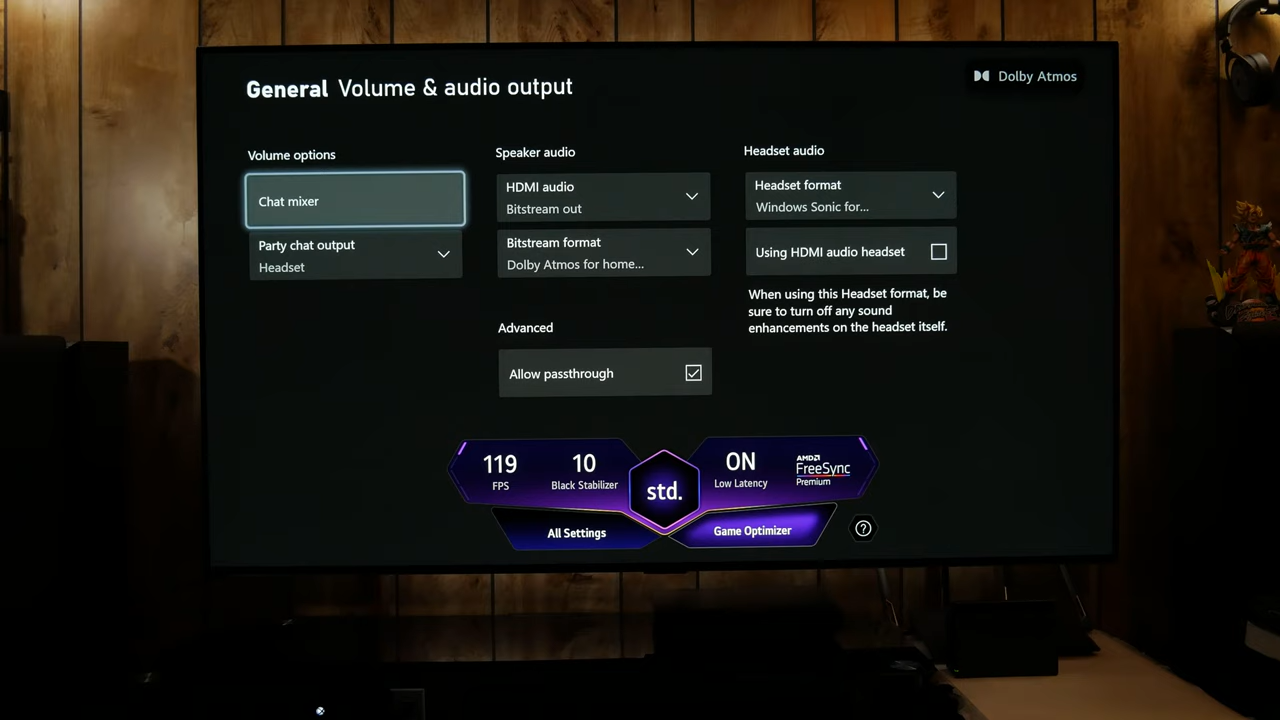 General Volume & audio output
Dolby Atmos
Volume options
Chat mixer
Party chat output
Headset
Speaker audio
HDMI audio
Bitstream out
Bitstream format
Dolby Atmos for home...
Advanced
Allow passthrough
Headset audio
Headset format
Windows Sonic for...
Using HDMI audio headset
When using this Headset format, be
sure to turn off any sound
enhancements on the headset itself.
119
FPS
10
Black Stabilizer
std.
ON
Low Latency
AMD
FreeSync
Premium
All Settings
Game Optimizer
?